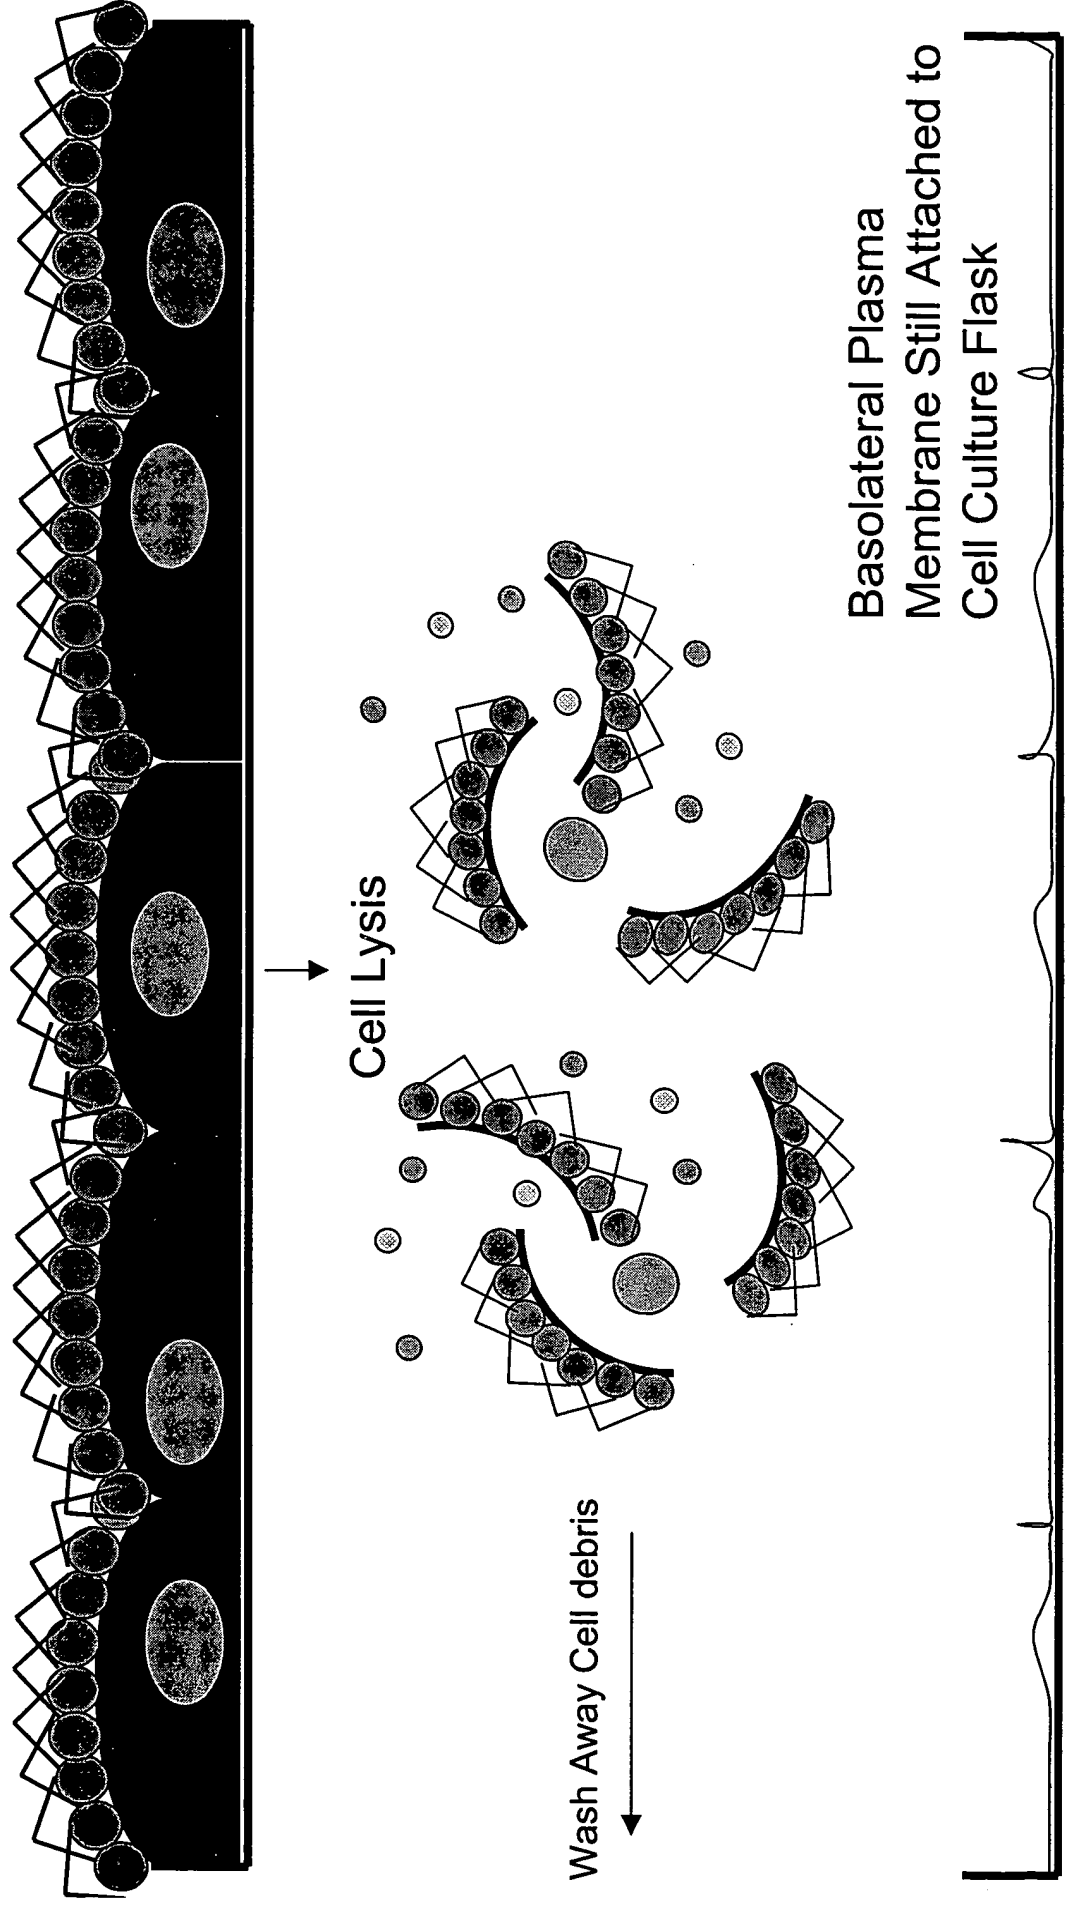 Cell Lysis
Wash Away Cell debris
Basolateral Plasma
Membrane Still Attached to
Cell Culture Flask